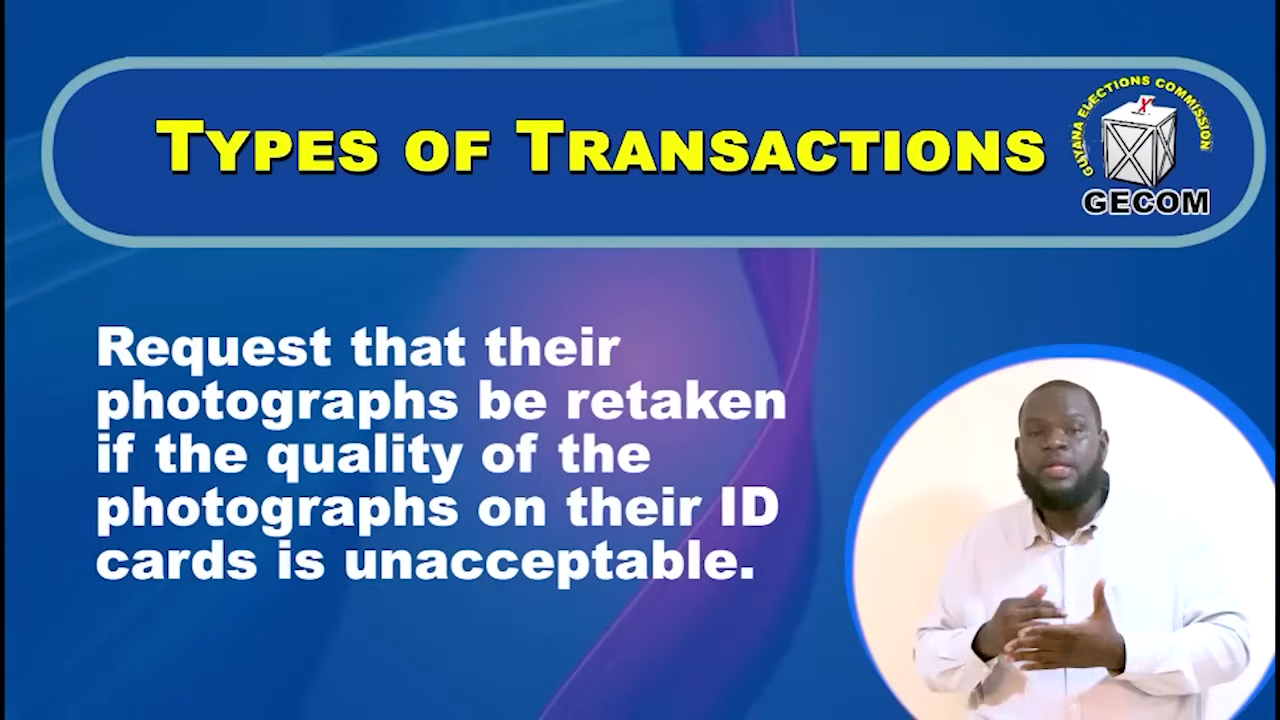 TYPES OF TRANSACTIONS
GUYANA ELECTIONS COMMISSION
X
GECOM
Request that their
photographs be retaken
if the quality of the
photographs on their ID
cards is unacceptable.